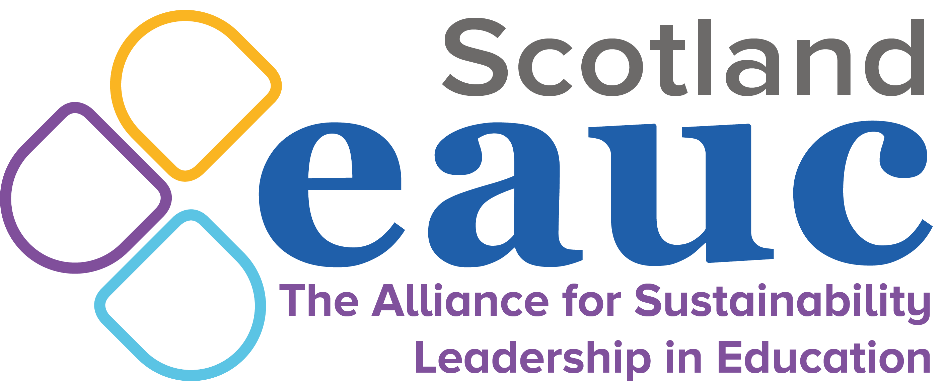 Scotland
eauc
The Alliance for Sustainability
Leadership in Education